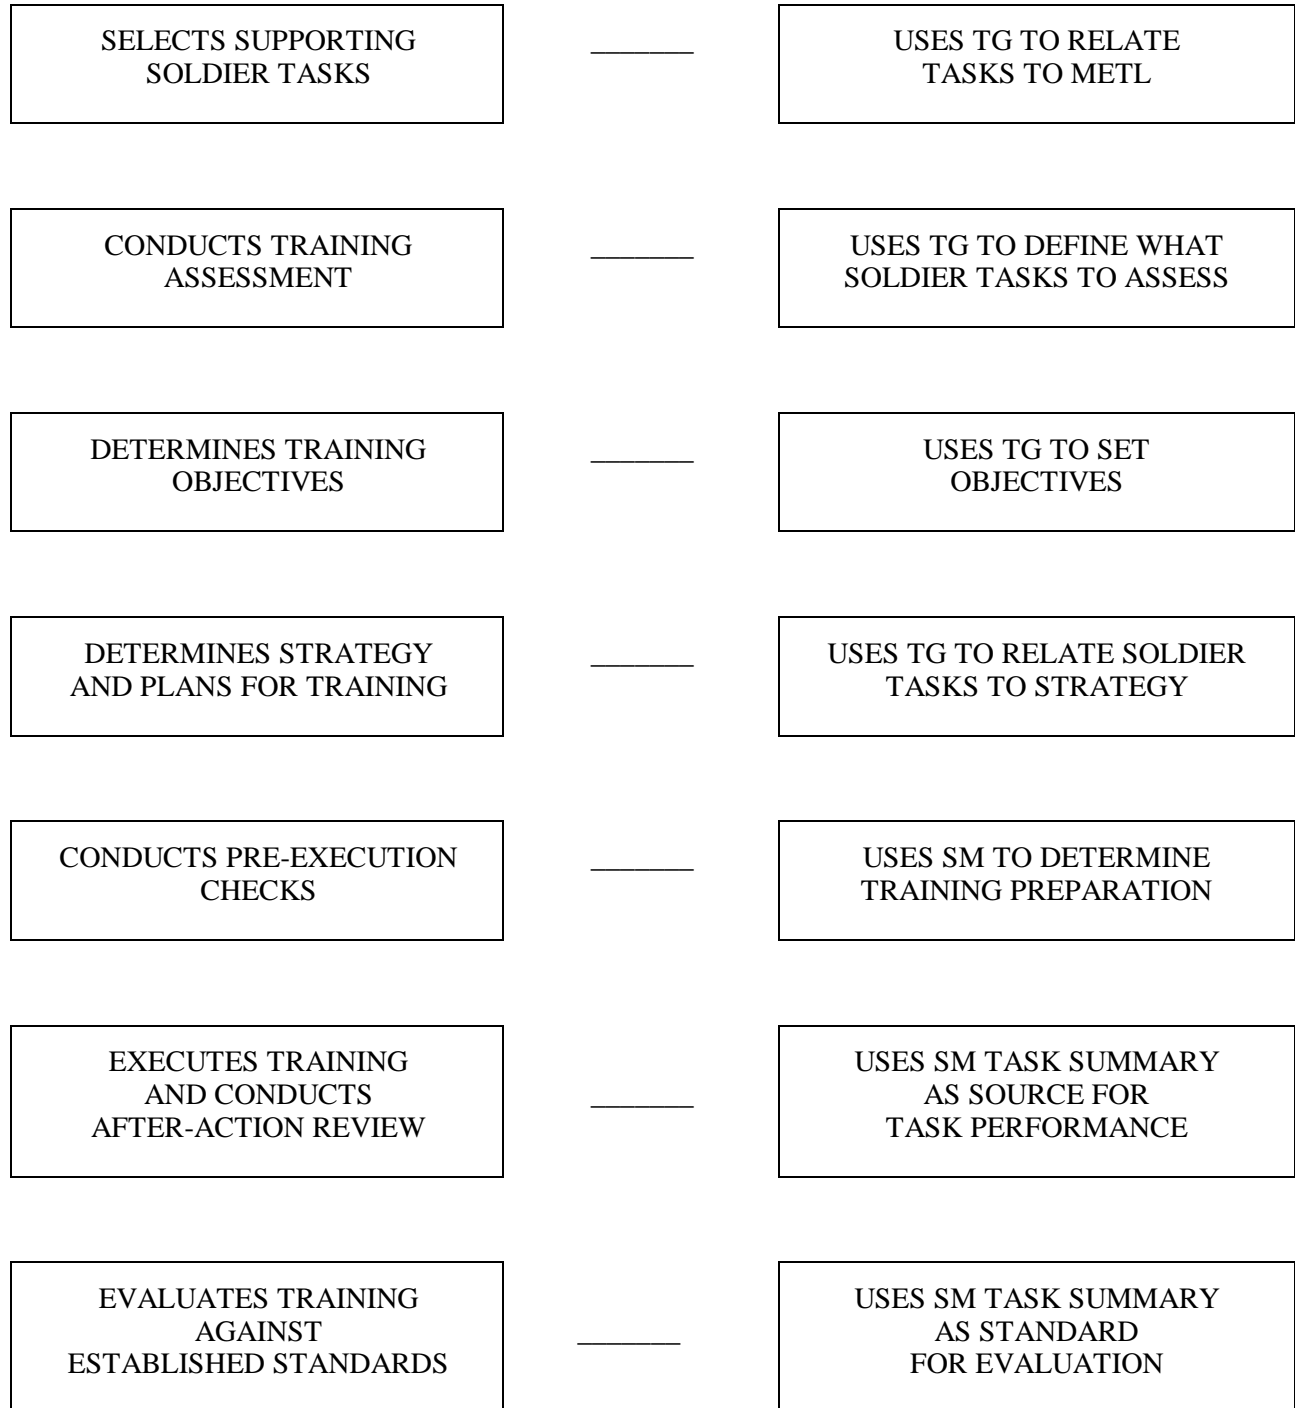 SELECTS SUPPORTING
SOLDIER TASKS
USES TG TO RELATE
TASKS TO METL
CONDUCTS TRAINING
ASSESSMENT
USES TG TO DEFINE WHAT
SOLDIER TASKS TO ASSESS
DETERMINES TRAINING
OBJECTIVES
USES TG TO SET
OBJECTIVES
DETERMINES STRATEGY
AND PLANS FOR TRAINING
USES TG TO RELATE SOLDIER
TASKS TO STRATEGY
CONDUCTS PRE-EXECUTION
CHECKS
USES SM TO DETERMINE
TRAINING PREPARATION
EXECUTES TRAINING
AND CONDUCTS
AFTER-ACTION REVIEW
USES SM TASK SUMMARY
AS SOURCE FOR
TASK PERFORMANCE
EVALUATES TRAINING
AGAINST
ESTABLISHED STANDARDS
USES SM TASK SUMMARY
AS STANDARD
FOR EVALUATION